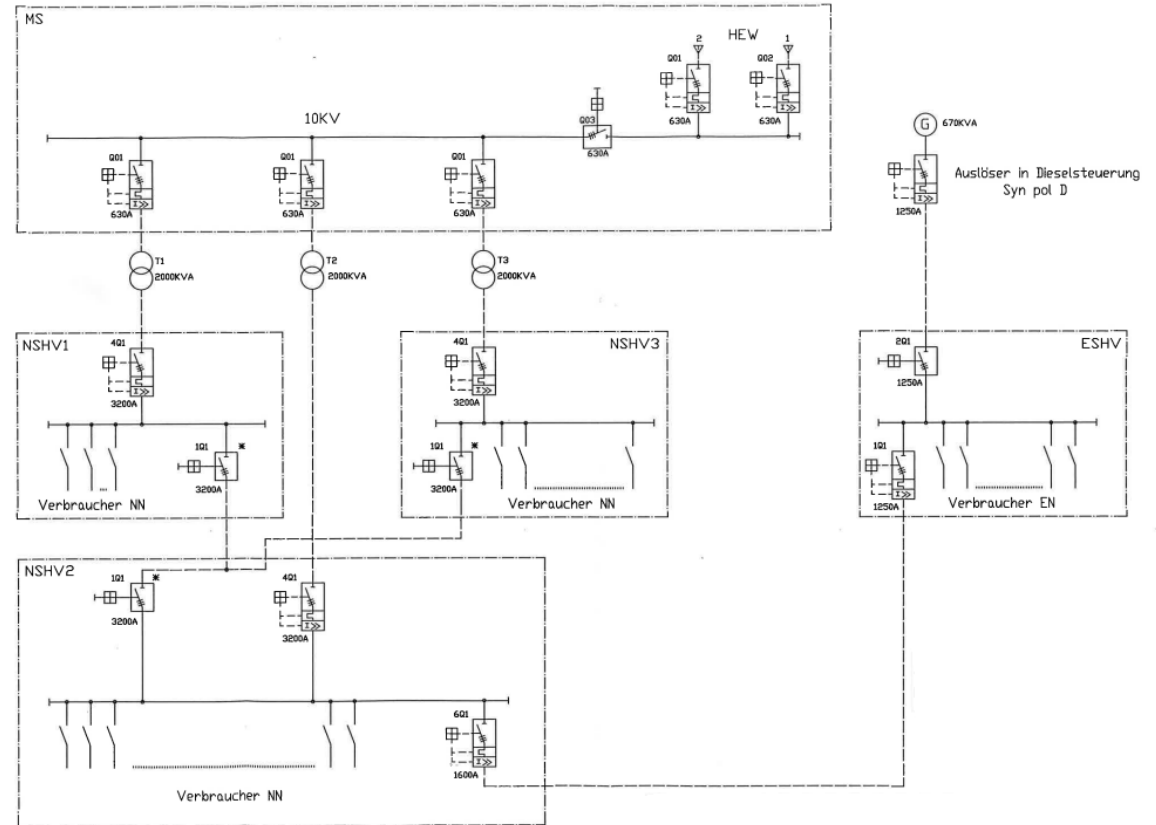 MS
HEW
2
1
Q01
Q02
630A
630A
Q03
630A
10KV
Q01
630A
Q01
630A
Q01
630A
G
670KVA
Auslöser in Dieselsteuerung
Syn pol D
1250A
T1
2000KVA
T2
2000KVA
T3
2000KVA
NSHV1
4Q1
I>>
3200A
1Q1
*
3200A
Verbraucher NN
NSHV3
4Q1
I>>
3200A
1Q1
*
3200A
Verbraucher NN
ESHV
2Q1
1250A
1Q1
I>>
1250A
Verbraucher EN
NSHV2
1Q1
*
3200A
4Q1
I>>
3200A
6Q1
I>>
1600A
Verbraucher NN